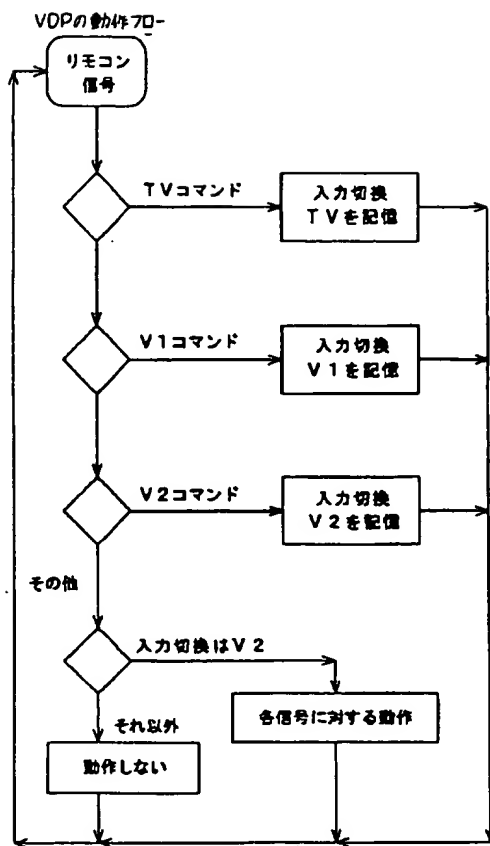 VDPの動作フロー
リモコン
信号
TVコマンド
入力切換
TVを記憶
V1コマンド
入力切換
V1を記憶
V2コマンド
入力切換
V2を記憶
その他
入力切換はV2
各信号に対する動作
それ以外
動作しない